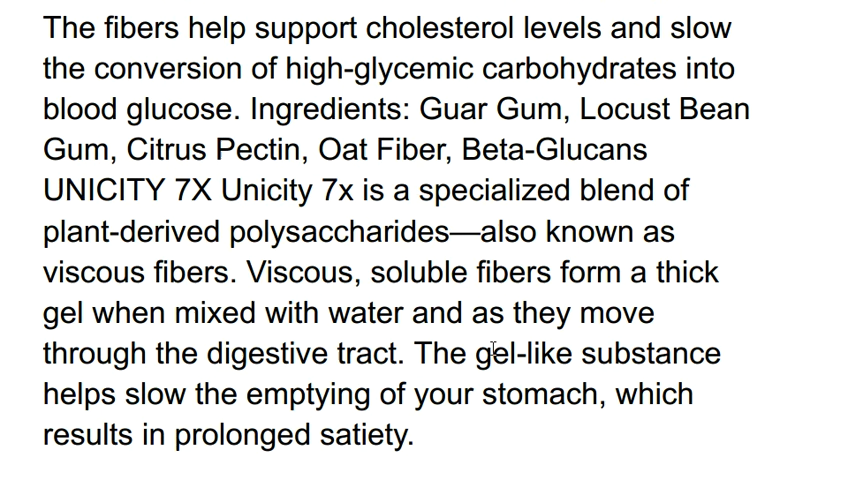 The fibers help support cholesterol levels and slow
the conversion of high-glycemic carbohydrates into
blood glucose. Ingredients: Guar Gum, Locust Bean
Gum, Citrus Pectin, Oat Fiber, Beta-Glucans
UNICITY 7X Unicity 7x is a specialized blend of
plant-derived polysaccharides—also known as
viscous fibers. Viscous, soluble fibers form a thick
gel when mixed with water and as they move
through the digestive tract. The gel-like substance
helps slow the emptying of your stomach, which
results in prolonged satiety.